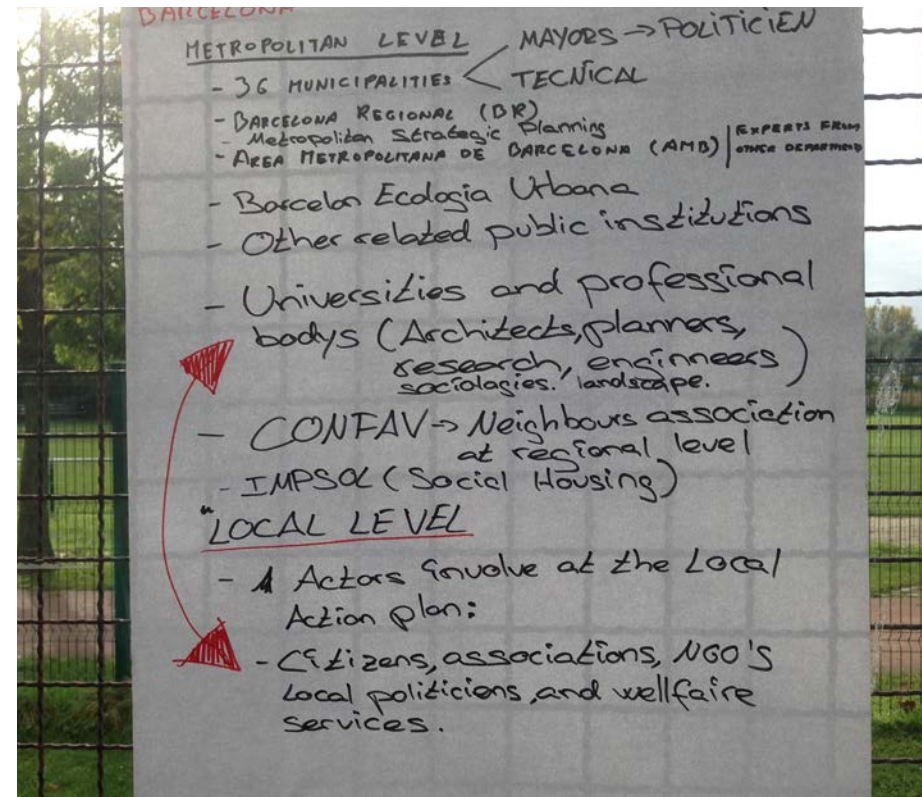 BARCELONA
METROPOLITAN LEVEL
MAYORS → POLITICIEN
- 36 MUNICIPALITIES < TECNICAL
- BARCELONA REGIONAL (BR)
- Metropoliton Strategic Planning
- AREA METROPOLITANA DE BARCELONA (AMB) | EXPERTS FROM
OTHER DEPARTMEND
- Barcelon Ecologia Urbana
- Other related public institutions
- Universities and professional
bodys (Architects, planners,
research, enginneers)
sociologies. landscape.
- CONFAV → Neighbours association
at regional level
- IMPSOL (Social Housing)
"LOCAL LEVEL
- Actors involve at the Local
Action plan:
- Citizens, associations, NGO'S
Local politicians, and wellfaire
services.